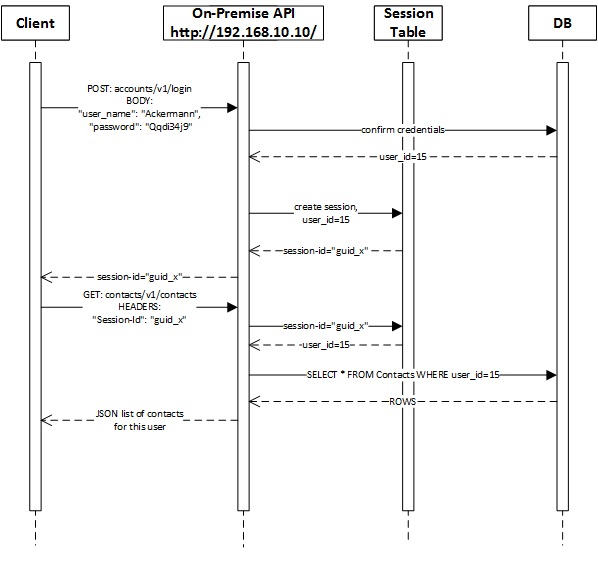 Client
On-Premise API
http://192.168.10.10/
Session
Table
DB
POST: accounts/v1/login
BODY:
"user_name": "Ackermann",
"password": "Qqdi34j9"
confirm credentials
user_id=15
create session,
user_id=15
session-id="guid_x"
session-id="guid_x"
GET: contacts/v1/contacts
HEADERS:
"Session-Id": "guid_x"
session-id="guid_x"
user_id=15
SELECT * FROM Contacts WHERE user_id=15
ROWS
JSON list of contacts
for this user